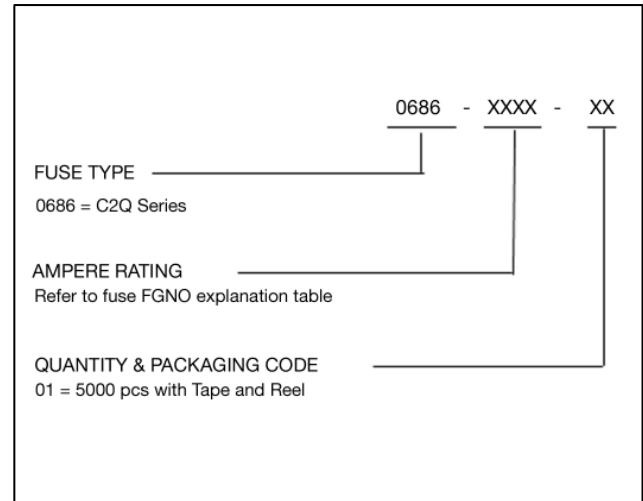 0686 - XXXX - XX
FUSE TYPE
0686 = C2Q Series
AMPERE RATING
Refer to fuse FGNO explanation table
QUANTITY & PACKAGING CODE
01 = 5000 pcs with Tape and Reel